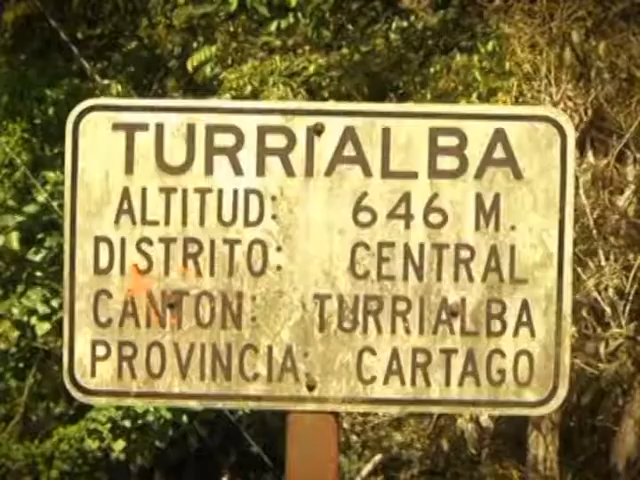 TURRIALBA
ALTITUD: 646 M.
DISTRITO: CENTRAL
CANTON: TURRIALBA
PROVINCIA: CARTAGO